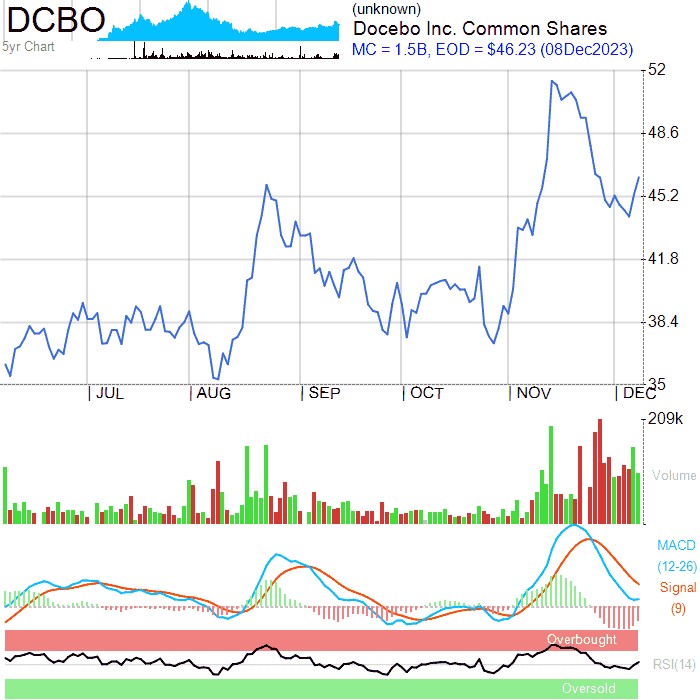 DCBO
5yr Chart
(unknown)
Docebo Inc. Common Shares
MC = 1.5B, EOD = $46.23 (08Dec2023)
52
48.6
45.2
41.8
38.4
35
JUL AUG SEP OCT NOV DEC
209k
Volume
MACD
(12-26)
Signal
(9)
Overbought
RSI(14)
Oversold